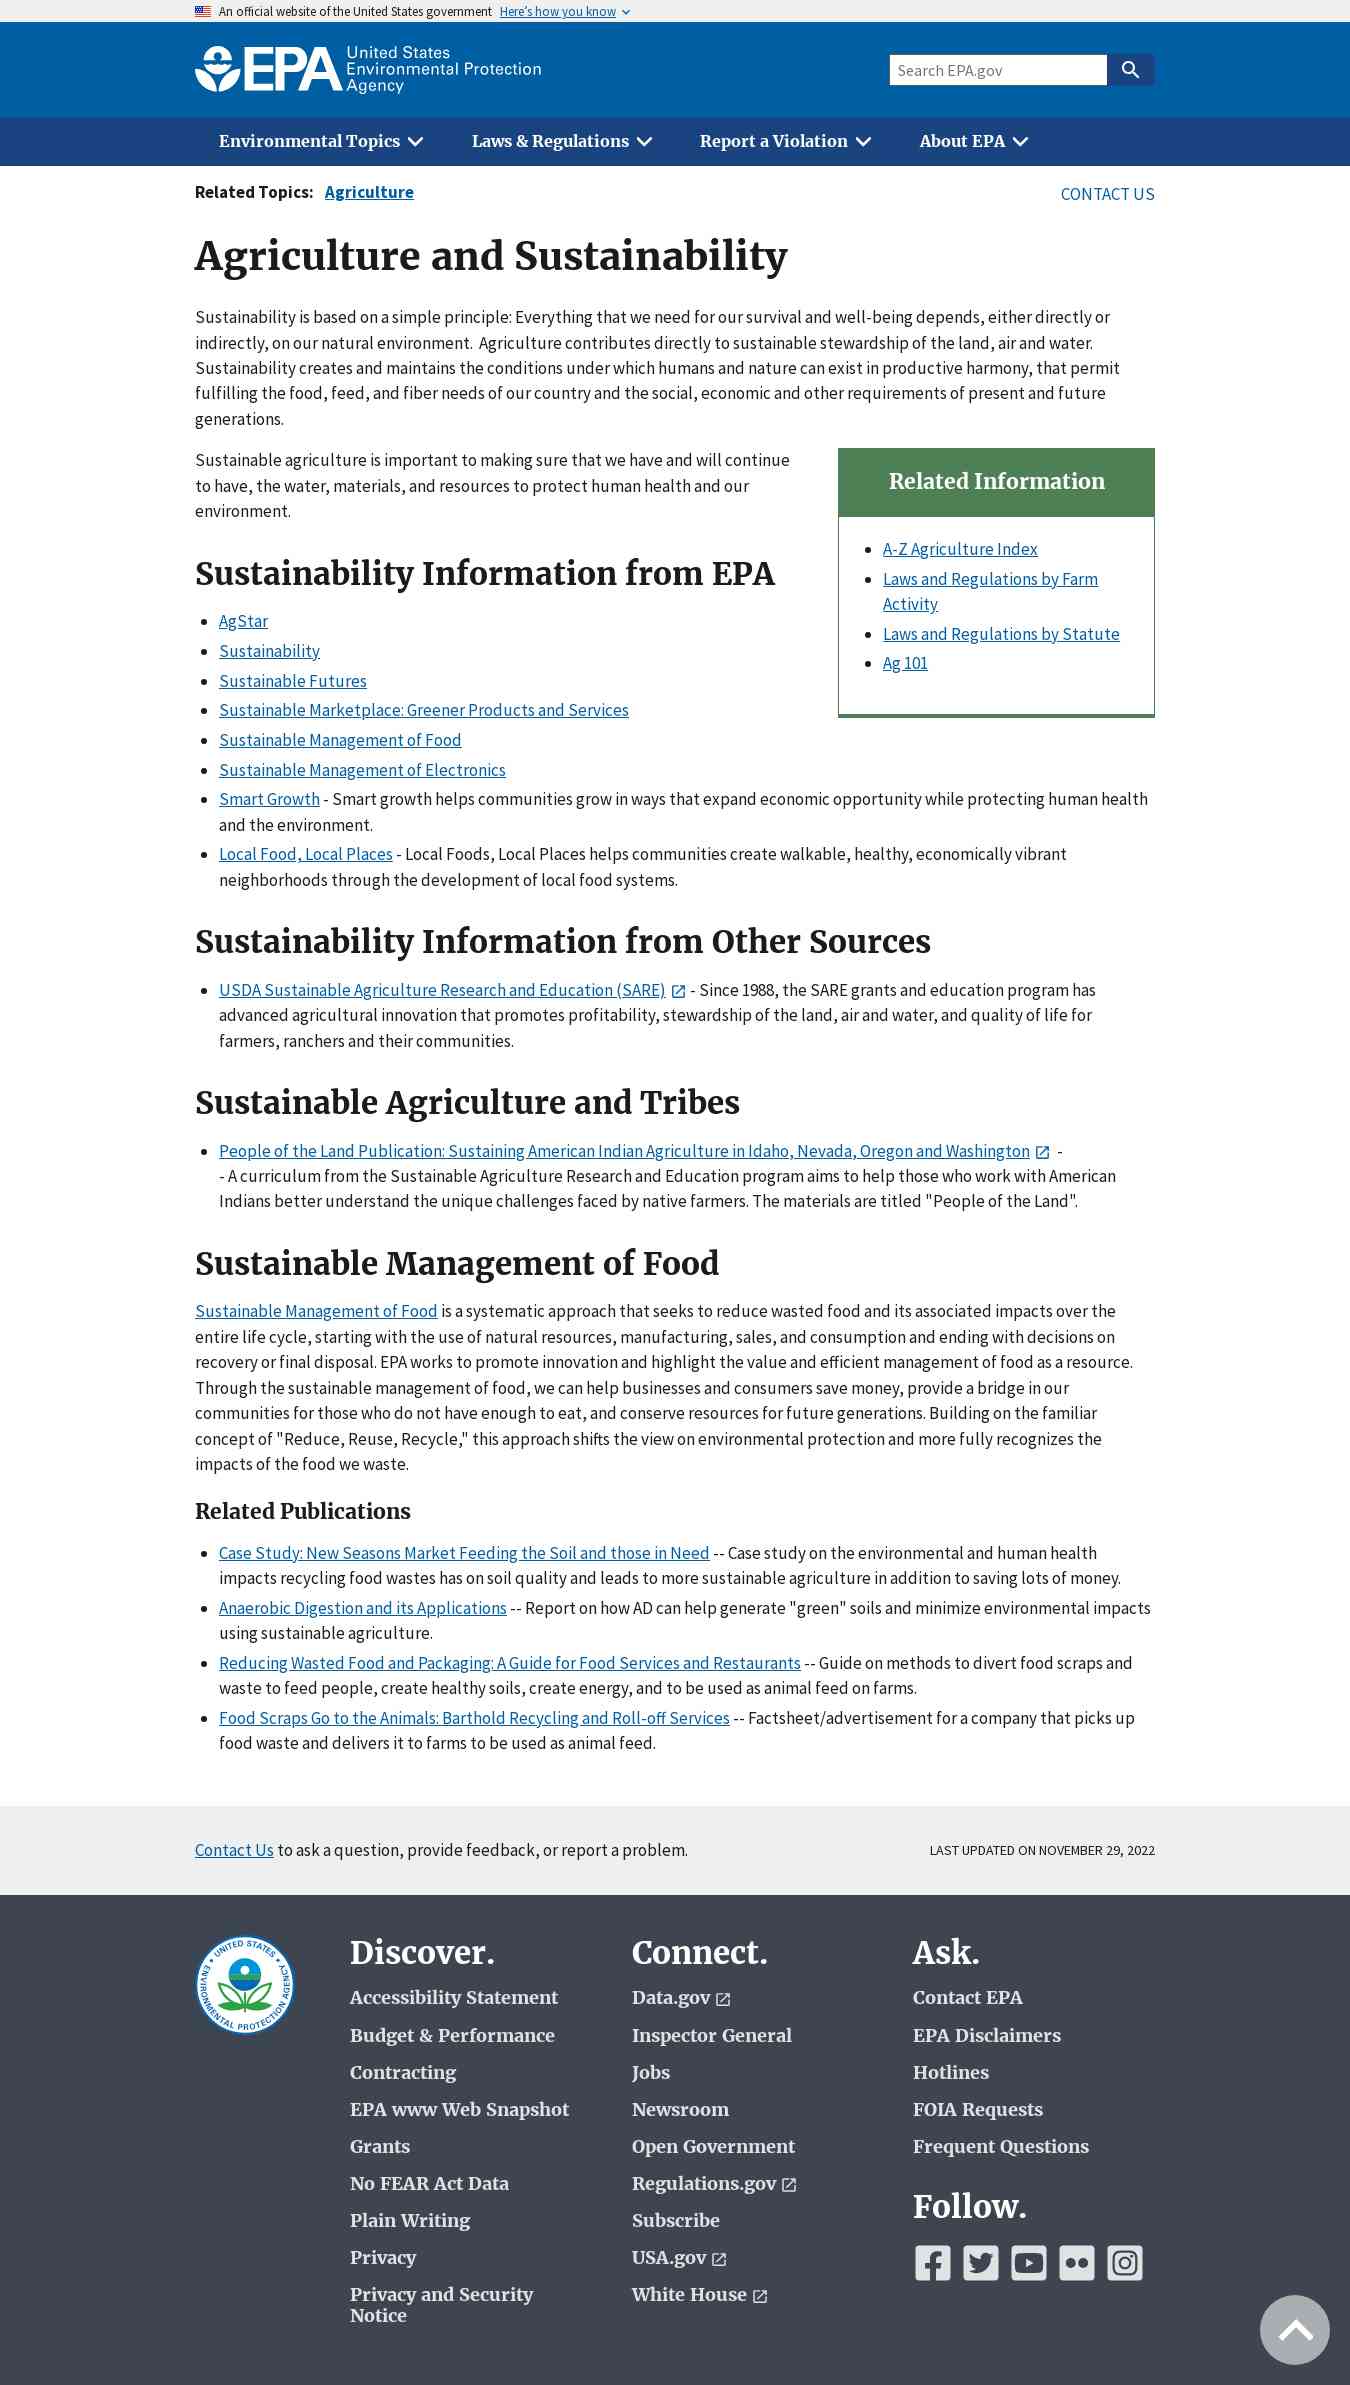 An official website of the United States government Here's how you know
EPA United States
Environmental Protection
Agency
Search EPA.gov
Environmental Topics Laws & Regulations Report a Violation About EPA
Related Topics: Agriculture
CONTACT US
Agriculture and Sustainability
Sustainability is based on a simple principle: Everything that we need for our survival and well-being depends, either directly or
indirectly, on our natural environment.  Agriculture contributes directly to sustainable stewardship of the land, air and water.
Sustainability creates and maintains the conditions under which humans and nature can exist in productive harmony, that permit
fulfilling the food, feed, and fiber needs of our country and the social, economic and other requirements of present and future
generations.
Sustainable agriculture is important to making sure that we have and will continue
to have, the water, materials, and resources to protect human health and our
environment.
Related Information
A-Z Agriculture Index
Laws and Regulations by Farm
Activity
Laws and Regulations by Statute
Ag 101
Sustainability Information from EPA
AgStar
Sustainability
Sustainable Futures
Sustainable Marketplace: Greener Products and Services
Sustainable Management of Food
Sustainable Management of Electronics
Smart Growth - Smart growth helps communities grow in ways that expand economic opportunity while protecting human health
and the environment.
Local Food, Local Places - Local Foods, Local Places helps communities create walkable, healthy, economically vibrant
neighborhoods through the development of local food systems.
Sustainability Information from Other Sources
USDA Sustainable Agriculture Research and Education (SARE) - Since 1988, the SARE grants and education program has
advanced agricultural innovation that promotes profitability, stewardship of the land, air and water, and quality of life for
farmers, ranchers and their communities.
Sustainable Agriculture and Tribes
People of the Land Publication: Sustaining American Indian Agriculture in Idaho, Nevada, Oregon and Washington -
- A curriculum from the Sustainable Agriculture Research and Education program aims to help those who work with American
Indians better understand the unique challenges faced by native farmers. The materials are titled "People of the Land".
Sustainable Management of Food
Sustainable Management of Food is a systematic approach that seeks to reduce wasted food and its associated impacts over the
entire life cycle, starting with the use of natural resources, manufacturing, sales, and consumption and ending with decisions on
recovery or final disposal. EPA works to promote innovation and highlight the value and efficient management of food as a resource.
Through the sustainable management of food, we can help businesses and consumers save money, provide a bridge in our
communities for those who do not have enough to eat, and conserve resources for future generations. Building on the familiar
concept of "Reduce, Reuse, Recycle," this approach shifts the view on environmental protection and more fully recognizes the
impacts of the food we waste.
Related Publications
Case Study: New Seasons Market Feeding the Soil and those in Need -- Case study on the environmental and human health
impacts recycling food wastes has on soil quality and leads to more sustainable agriculture in addition to saving lots of money.
Anaerobic Digestion and its Applications -- Report on how AD can help generate "green" soils and minimize environmental impacts
using sustainable agriculture.
Reducing Wasted Food and Packaging: A Guide for Food Services and Restaurants -- Guide on methods to divert food scraps and
waste to feed people, create healthy soils, create energy, and to be used as animal feed on farms.
Food Scraps Go to the Animals: Barthold Recycling and Roll-off Services -- Factsheet/advertisement for a company that picks up
food waste and delivers it to farms to be used as animal feed.
Contact Us to ask a question, provide feedback, or report a problem.
LAST UPDATED ON NOVEMBER 29, 2022
UNITED STATES
ENVIRONMENTAL PROTECTION AGENCY
Discover.
Accessibility Statement
Budget & Performance
Contracting
EPA www Web Snapshot
Grants
No FEAR Act Data
Plain Writing
Privacy
Privacy and Security
Notice
Connect.
Data.gov
Inspector General
Jobs
Newsroom
Open Government
Regulations.gov
Subscribe
USA.gov
White House
Ask.
Contact EPA
EPA Disclaimers
Hotlines
FOIA Requests
Frequent Questions
Follow.